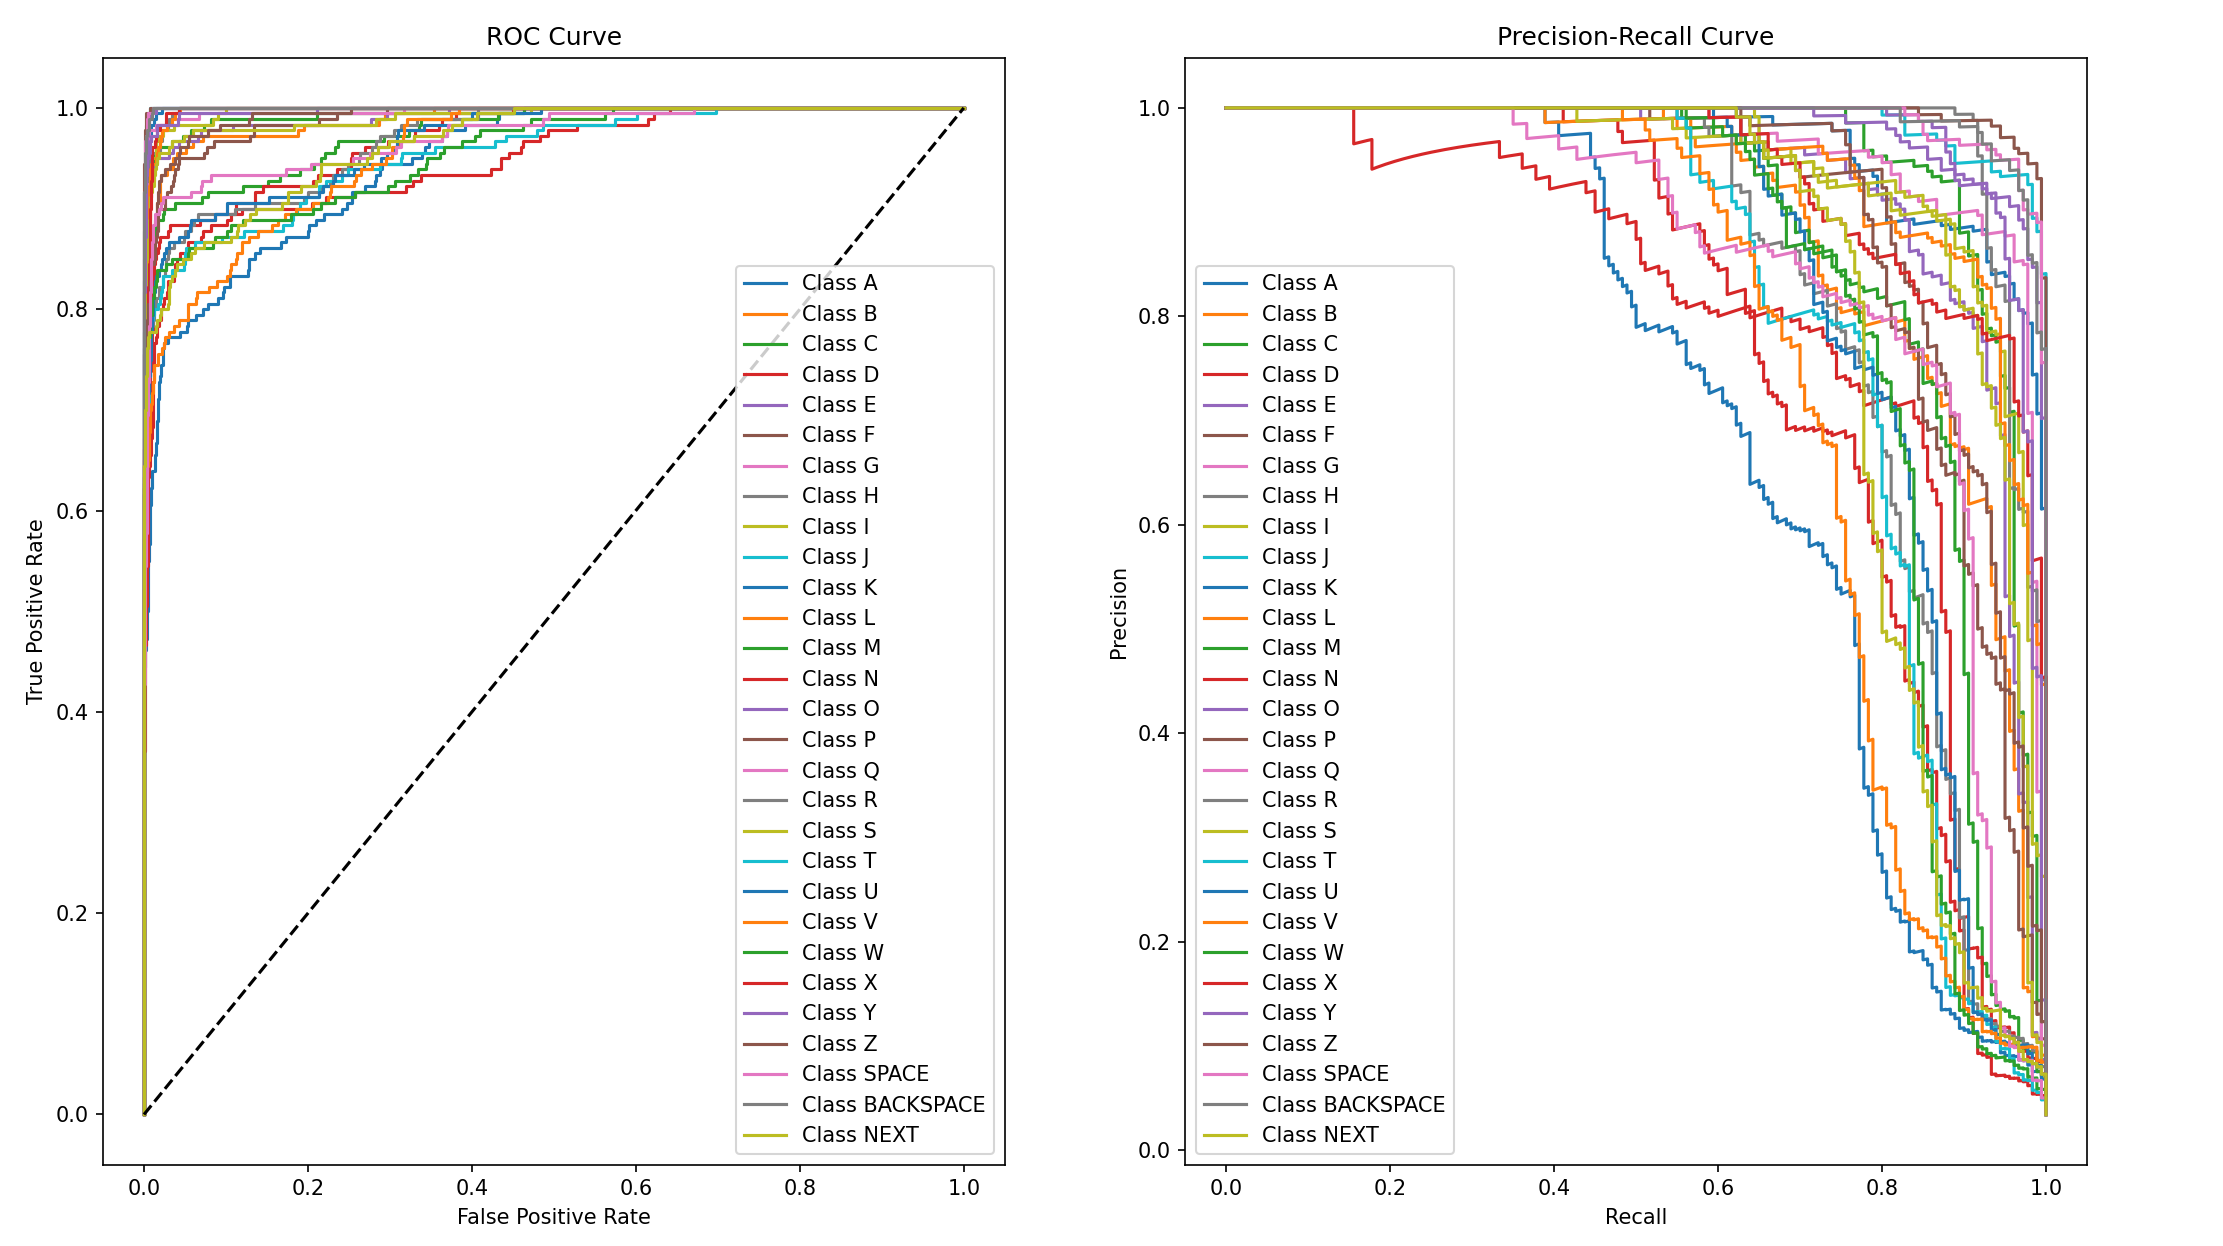 ROC Curve
True Positive Rate
1.0
0.8
0.6
0.4
0.2
0.0
Class A
Class B
Class C
Class D
Class E
Class F
Class G
Class H
Class I
Class J
Class K
Class L
Class M
Class N
Class O
Class P
Class Q
Class R
Class S
Class T
Class U
Class V
Class W
Class X
Class Y
Class Z
Class SPACE
Class BACKSPACE
Class NEXT
0.0 0.2 0.4 0.6 0.8 1.0
False Positive Rate
Precision-Recall Curve
Precision
1.0
0.8
0.6
0.4
0.2
0.0
Class A
Class B
Class C
Class D
Class E
Class F
Class G
Class H
Class I
Class J
Class K
Class L
Class M
Class N
Class O
Class P
Class Q
Class R
Class S
Class T
Class U
Class V
Class W
Class X
Class Y
Class Z
Class SPACE
Class BACKSPACE
Class NEXT
0.0 0.2 0.4 0.6 0.8 1.0
Recall